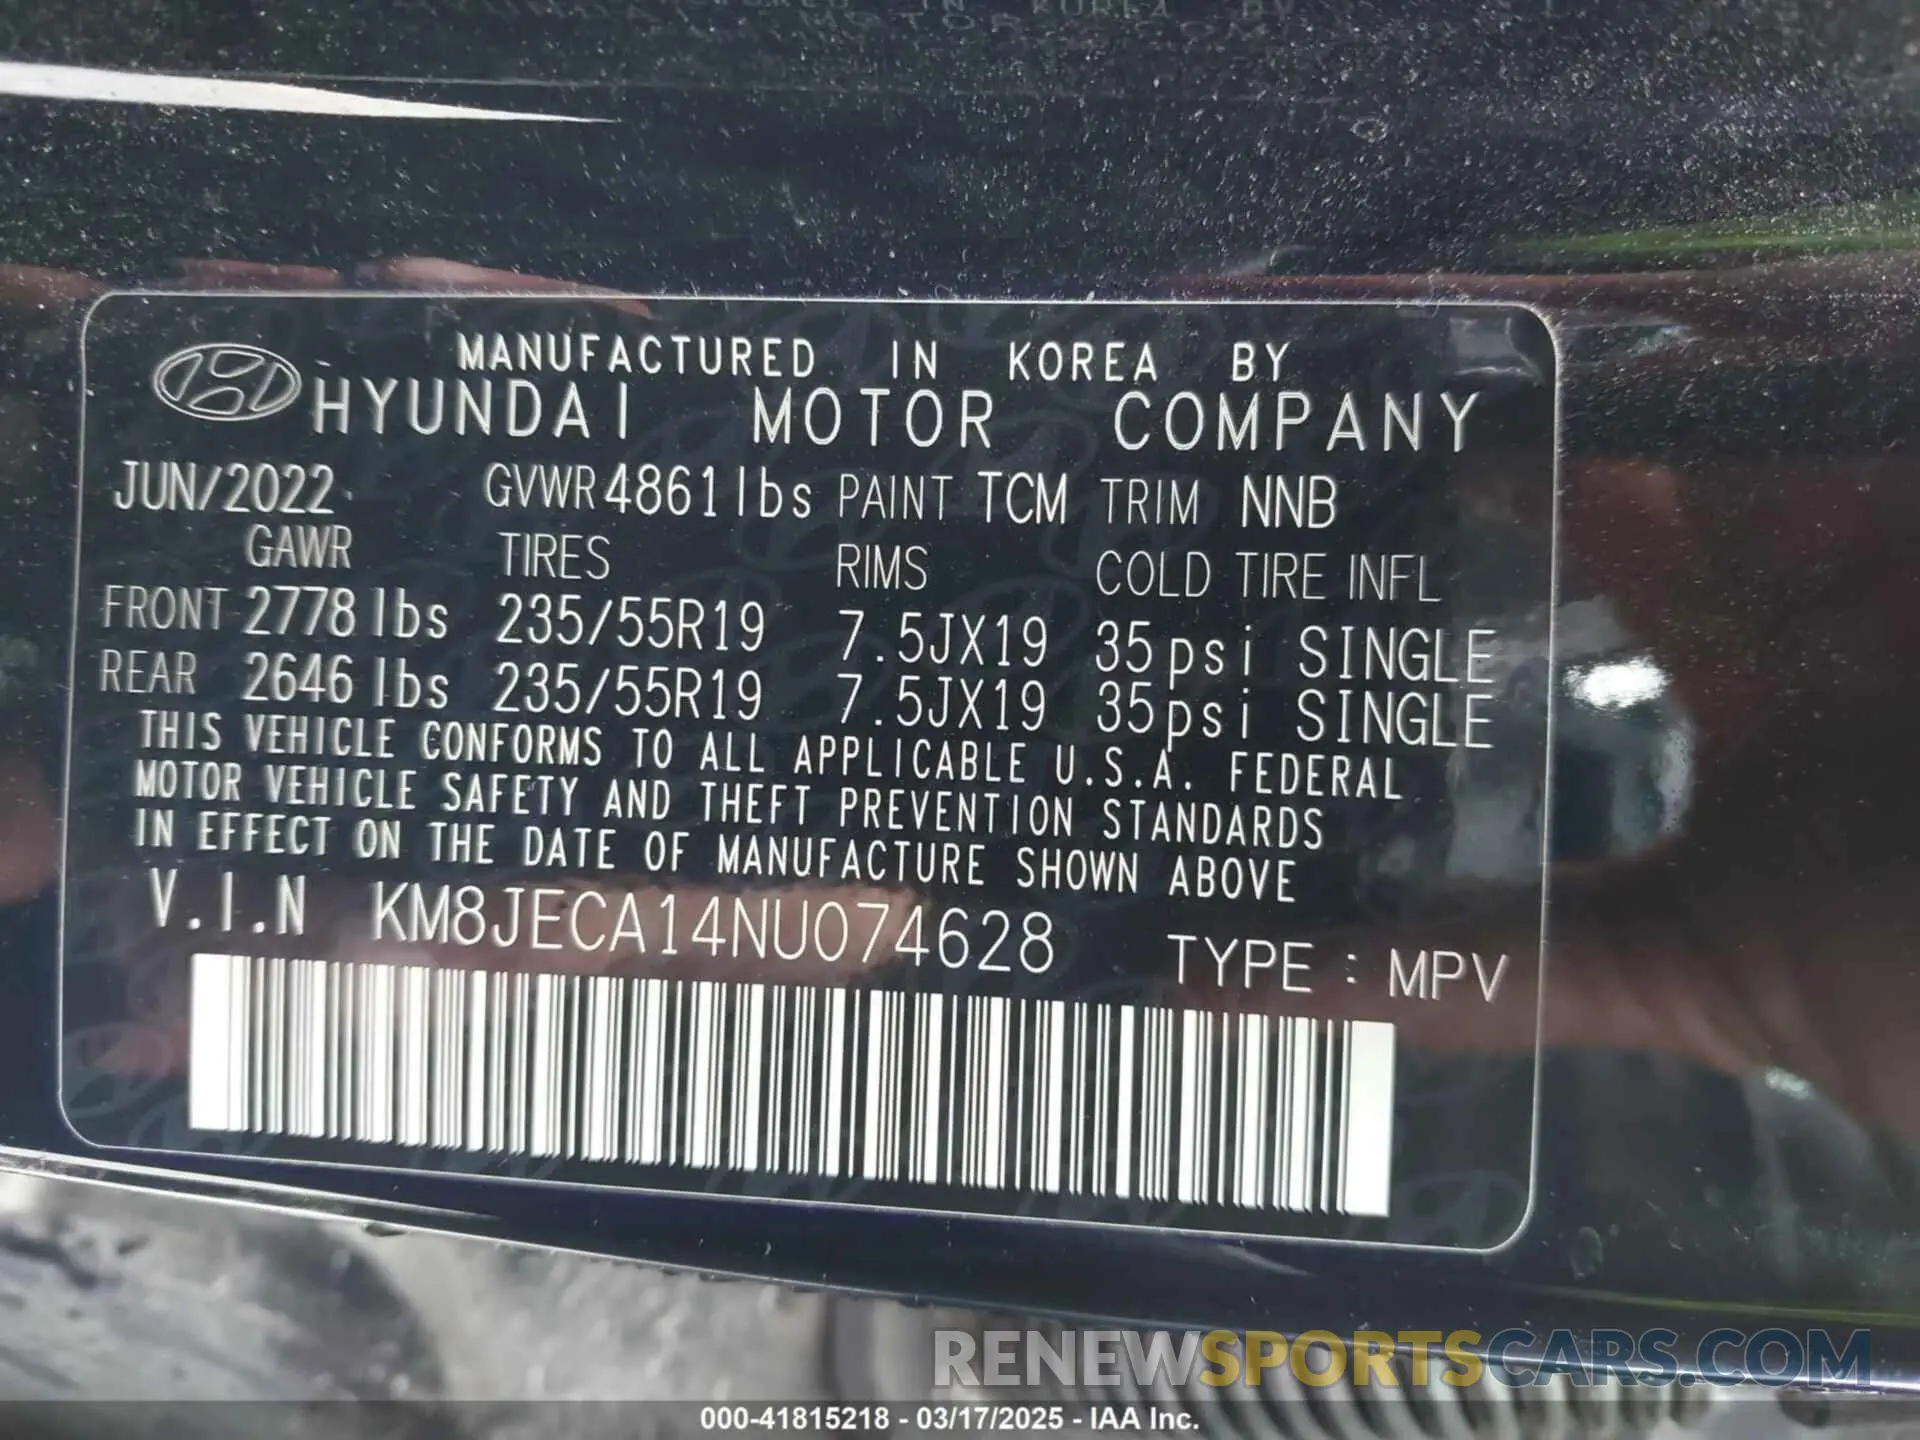 MANUFACTURED IN KOREA BY
HYUNDAI MOTOR COMPANY
JUN/2022 GVWR 4861lbs PAINT TCM TRIM NNB
GAWR TIRES RIMS COLD TIRE INFL
FRONT 2778 lbs 235/55R19 7.5JX19 35psi SINGLE
REAR 2646 lbs 235/55R19 7.5JX19 35psi SINGLE
THIS VEHICLE CONFORMS TO ALL APPLICABLE U.S.A. FEDERAL
MOTOR VEHICLE SAFETY AND THEFT PREVENTION STANDARDS
IN EFFECT ON THE DATE OF MANUFACTURE SHOWN ABOVE
V.I.N KM8JECA14NU074628 TYPE : MPV
RENEWSPORTSCARS.COM
000-41815218 - 03/17/2025 - IAA Inc.